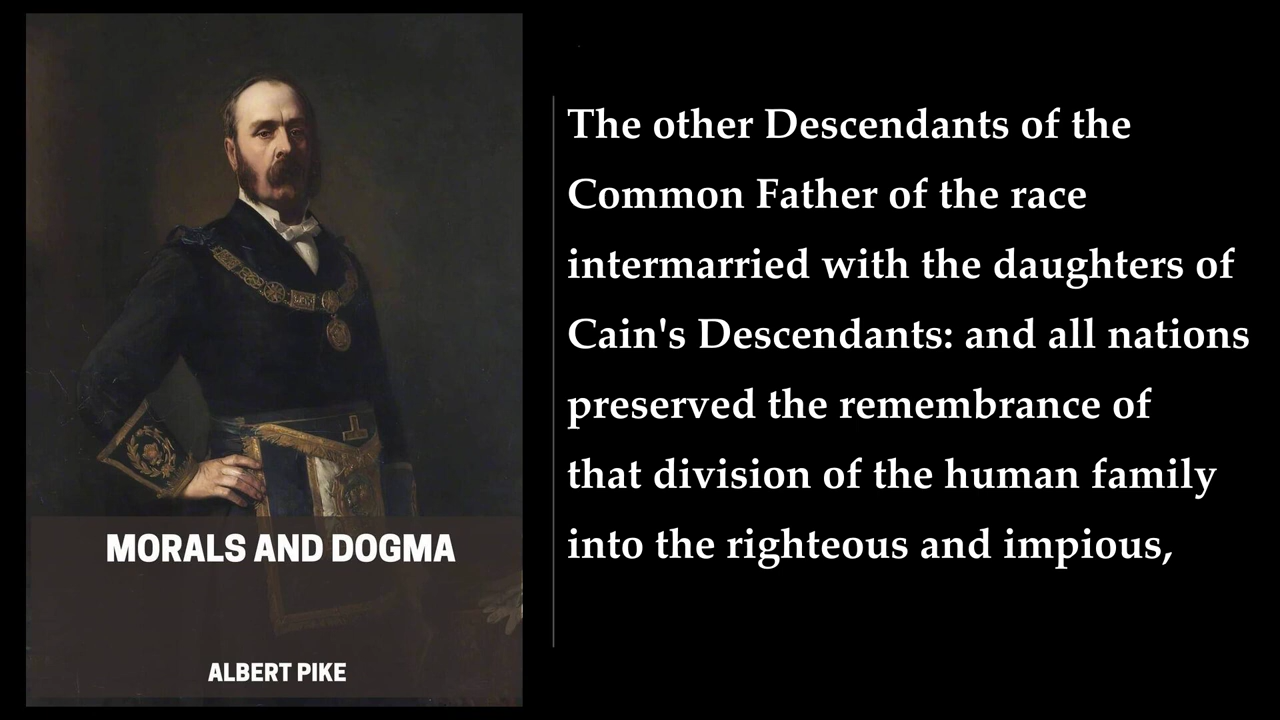 MORALS AND DOGMA
ALBERT PIKE
The other Descendants of the
Common Father of the race
intermarried with the daughters of
Cain's Descendants: and all nations
preserved the remembrance of
that division of the human family
into the righteous and impious,